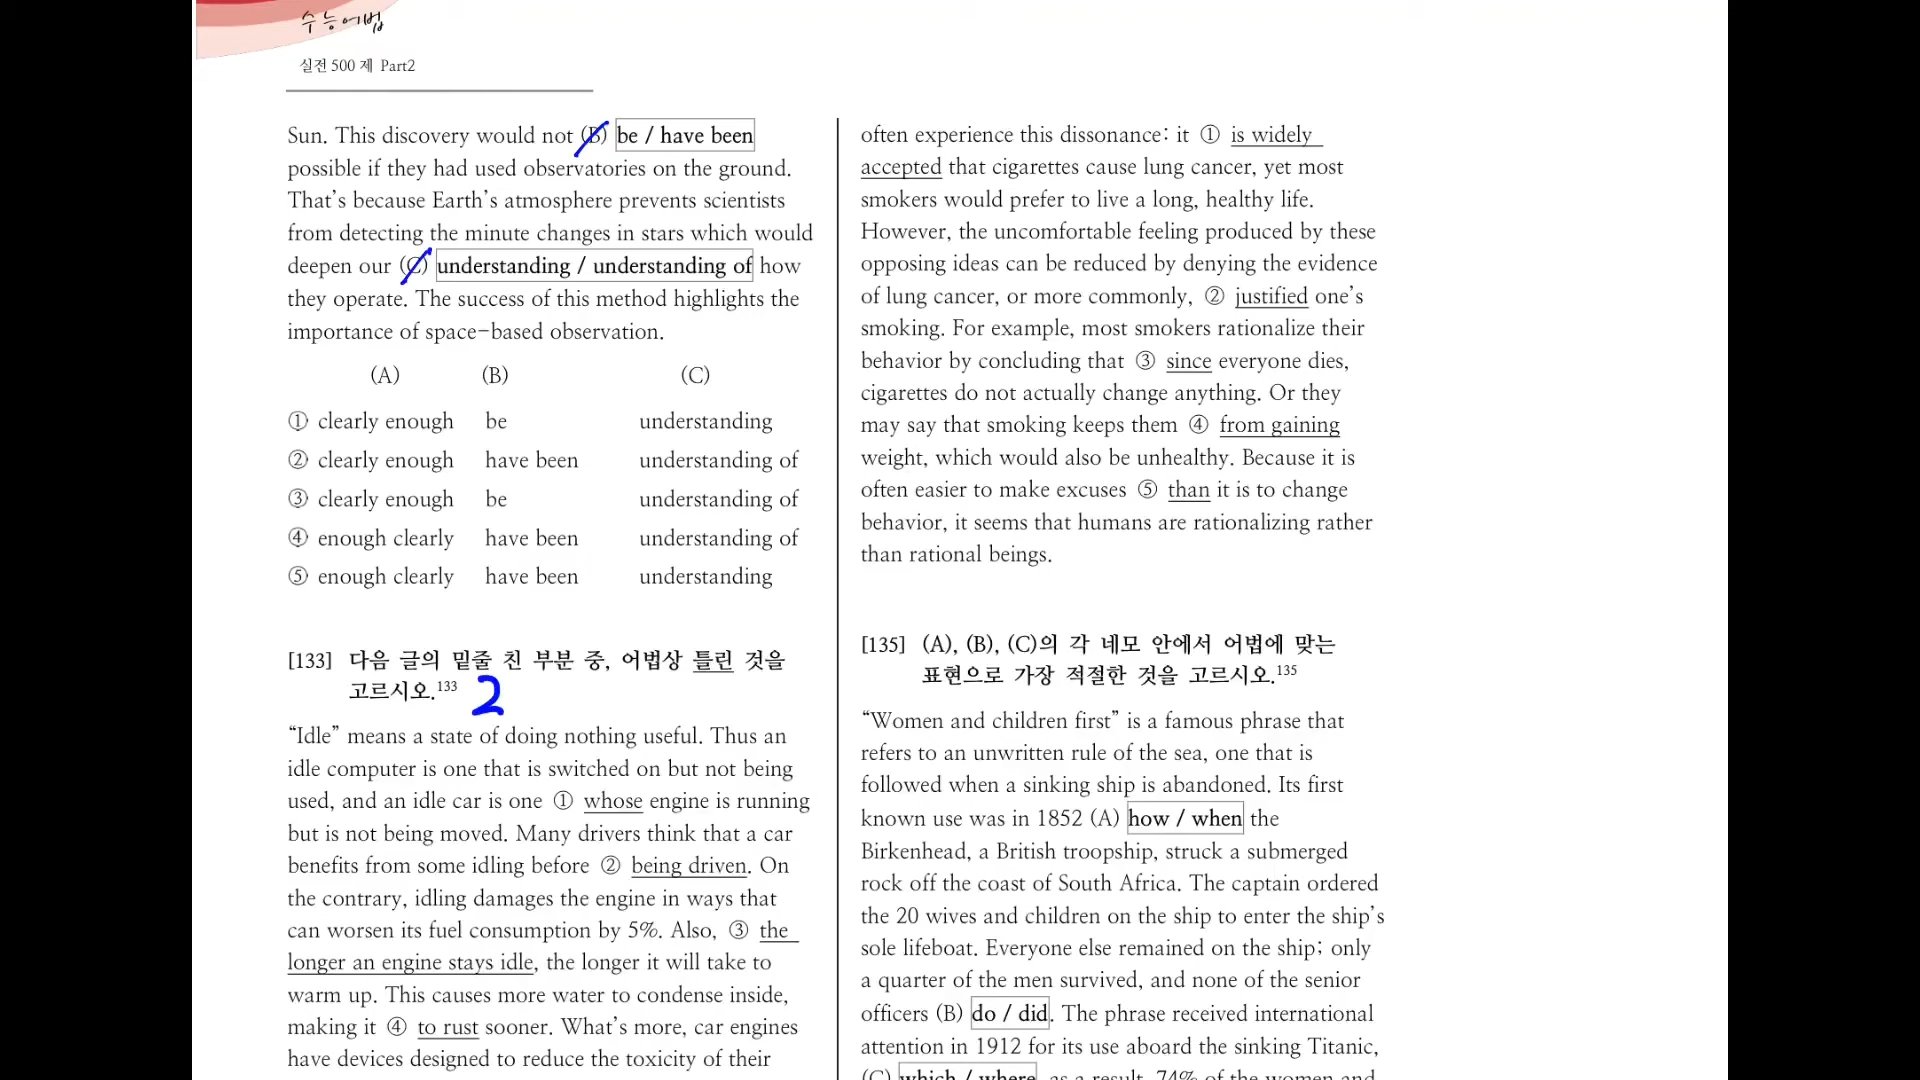 수능어법
실전 500 제 Part2
Sun. This discovery would not (B) be / have been
possible if they had used observatories on the ground.
That's because Earth's atmosphere prevents scientists
from detecting the minute changes in stars which would
deepen our (C) understanding / understanding of how
they operate. The success of this method highlights the
importance of space-based observation.
(A) (B) (C)
① clearly enough be understanding
② clearly enough have been understanding of
③ clearly enough be understanding of
④ enough clearly have been understanding of
⑤ enough clearly have been understanding
[133] 다음 글의 밑줄 친 부분 중, 어법상 틀린 것을
고르시오.133 2
“Idle” means a state of doing nothing useful. Thus an
idle computer is one that is switched on but not being
used, and an idle car is one ① whose engine is running
but is not being moved. Many drivers think that a car
benefits from some idling before ② being driven. On
the contrary, idling damages the engine in ways that
can worsen its fuel consumption by 5%. Also, ③ the
longer an engine stays idle, the longer it will take to
warm up. This causes more water to condense inside,
making it ④ to rust sooner. What's more, car engines
have devices designed to reduce the toxicity of their
often experience this dissonance: it ① is widely
accepted that cigarettes cause lung cancer, yet most
smokers would prefer to live a long, healthy life.
However, the uncomfortable feeling produced by these
opposing ideas can be reduced by denying the evidence
of lung cancer, or more commonly, ② justified one's
smoking. For example, most smokers rationalize their
behavior by concluding that ③ since everyone dies,
cigarettes do not actually change anything. Or they
may say that smoking keeps them ④ from gaining
weight, which would also be unhealthy. Because it is
often easier to make excuses ⑤ than it is to change
behavior, it seems that humans are rationalizing rather
than rational beings.
[135] (A), (B), (C)의 각 네모 안에서 어법에 맞는
표현으로 가장 적절한 것을 고르시오.135
“Women and children first” is a famous phrase that
refers to an unwritten rule of the sea, one that is
followed when a sinking ship is abandoned. Its first
known use was in 1852 (A) how / when the
Birkenhead, a British troopship, struck a submerged
rock off the coast of South Africa. The captain ordered
the 20 wives and children on the ship to enter the ship's
sole lifeboat. Everyone else remained on the ship; only
a quarter of the men survived, and none of the senior
officers (B) do / did. The phrase received international
attention in 1912 for its use aboard the sinking Titanic,
(C) which / where as a result, 74% of the women and